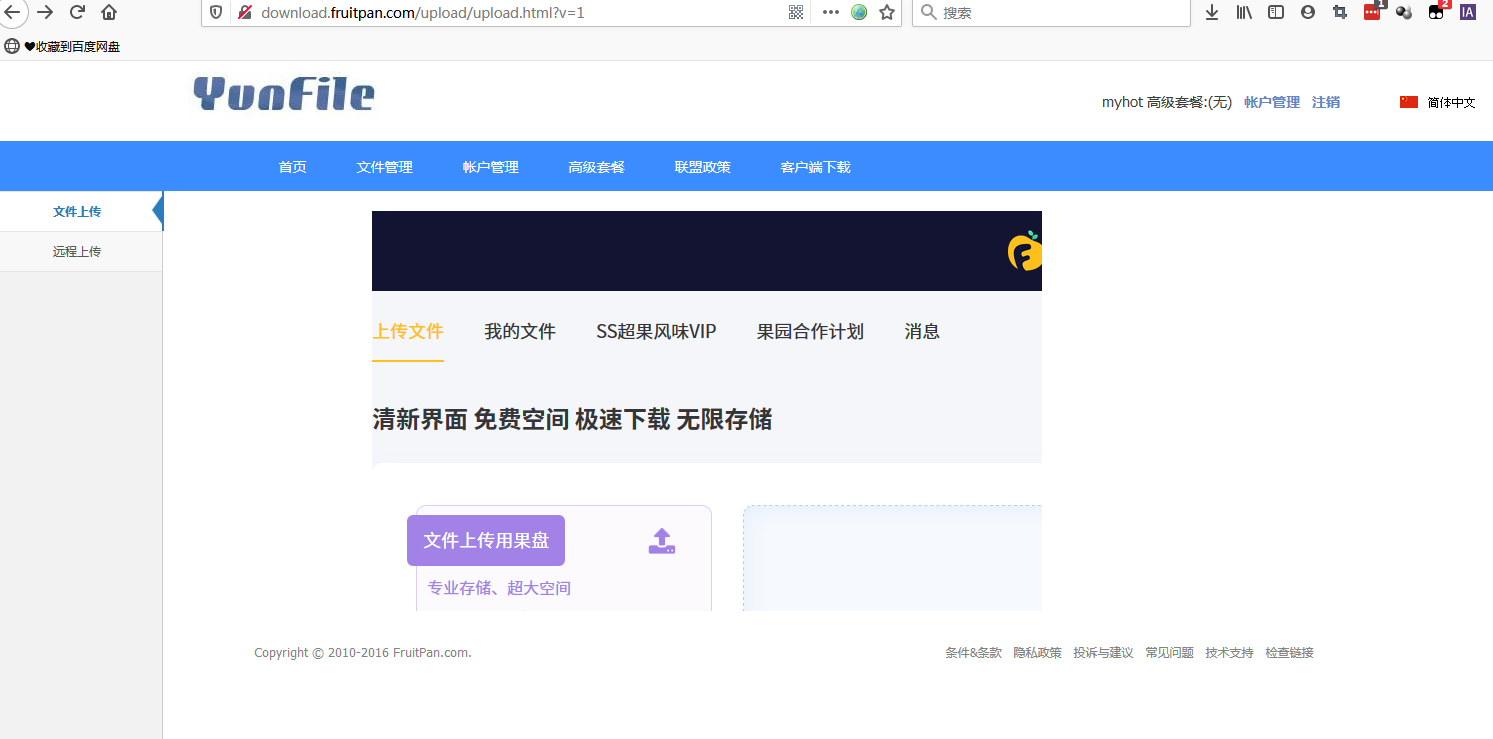 download.fruitpan.com/upload/upload.html?v=1
搜索
1
2
IA
❤收藏到百度网盘
YunFile
myhot 高级套餐:(无) 帐户管理 注销 简体中文
首页 文件管理 帐户管理 高级套餐 联盟政策 客户端下载
文件上传
远程上传
上传文件 我的文件 SS超果风味VIP 果园合作计划 消息
清新界面 免费空间 极速下载 无限存储
文件上传用果盘
专业存储、超大空间
Copyright © 2010-2016 FruitPan.com.
条件&条款 隐私政策 投诉与建议 常见问题 技术支持 检查链接